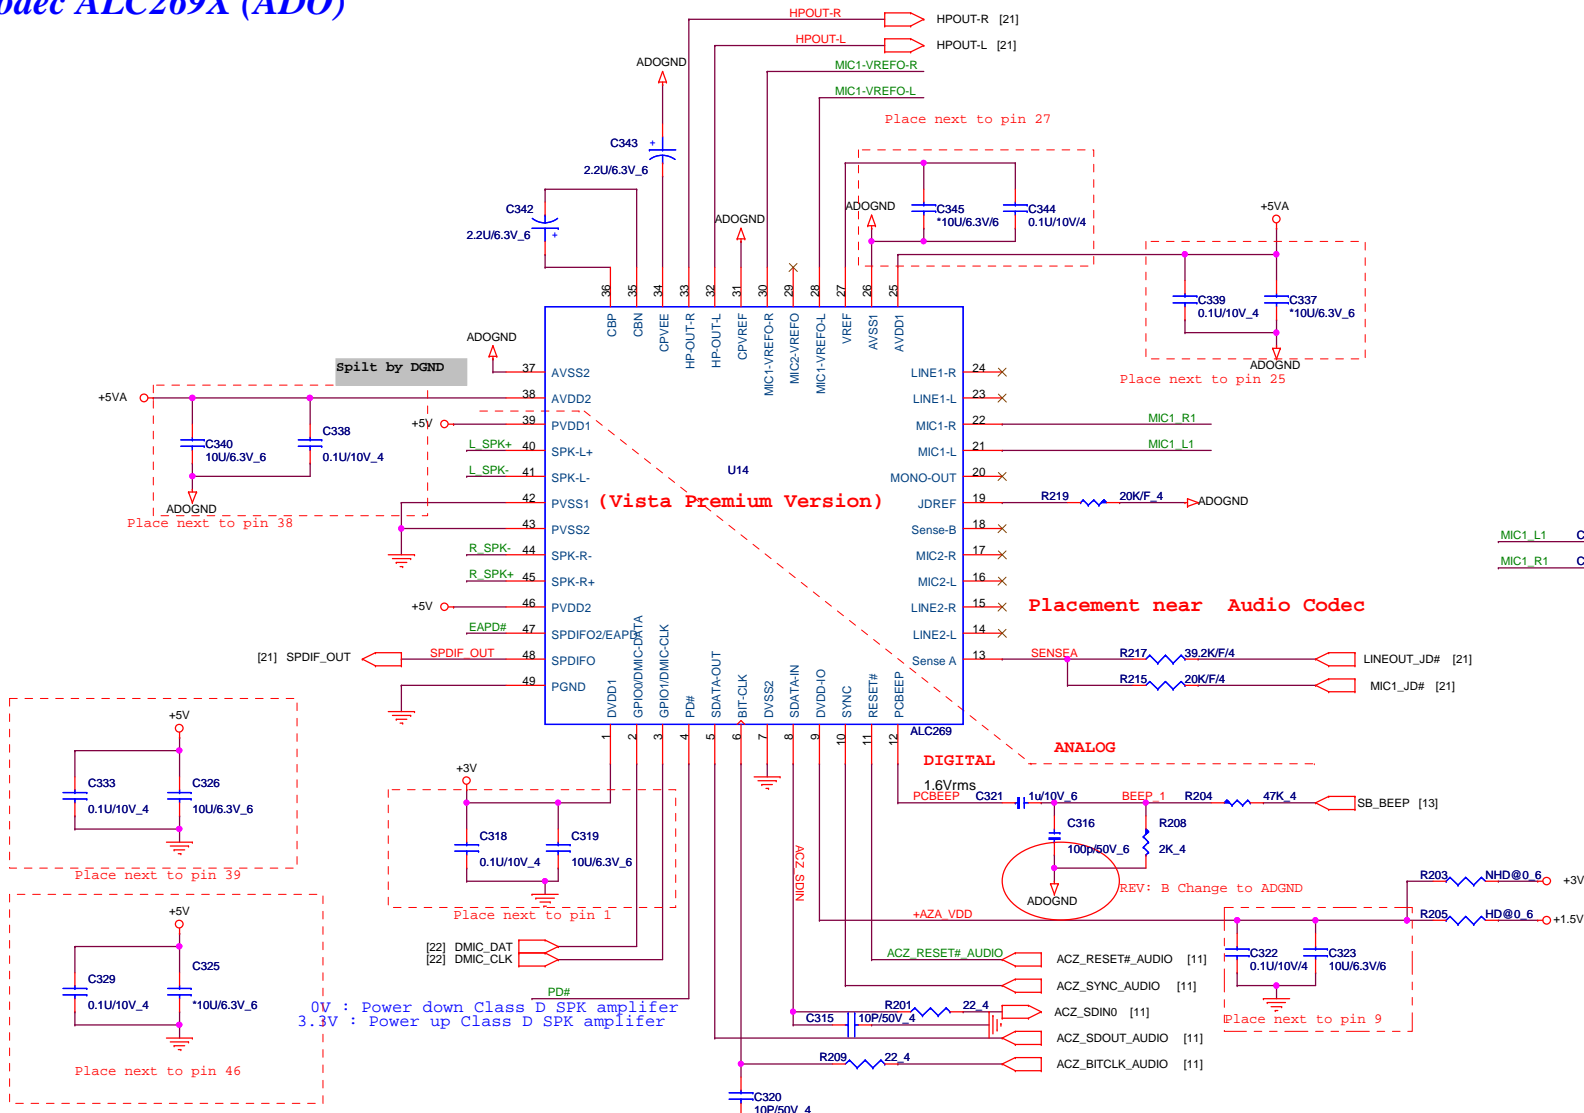 odec ALC269X (ADO)
HPOUT-R
HPOUT-R [21]
HPOUT-L
HPOUT-L [21]
ADOGND
MIC1-VREFO-R
MIC1-VREFO-L
Place next to pin 27
C343
+
2.2U/6.3V_6
C342
2.2U/6.3V_6
+
ADOGND
ADOGND
C345
*10U/6.3V/6
C344
0.1U/10V/4
+5VA
C339
0.1U/10V_4
C337
*10U/6.3V_6
ADOGND
Place next to pin 25
36
35
34
33
32
31
30
29
28
27
26
25
CBP
CBN
CPVEE
HP-OUT-R
HP-OUT-L
CPVREF
MIC1-VREFO-R
MIC2-VREFO
MIC1-VREFO-L
VREF
AVSS1
AVDD1
ADOGND
Spilt by DGND
+5VA
C340
10U/6.3V_6
C338
0.1U/10V_4
ADOGND
Place next to pin 38
+5V
L_SPK+
L_SPK-
R_SPK-
R_SPK+
+5V
EAPD#
[21] SPDIF_OUT
SPDIF_OUT
37 AVSS2
38 AVDD2
39 PVDD1
40 SPK-L+
41 SPK-L-
42 PVSS1
43 PVSS2
44 SPK-R-
45 SPK-R+
46 PVDD2
47 SPDIFO2/EAPD
48 SPDIFO
49 PGND
U14
(Vista Premium Version)
LINE1-R 24
LINE1-L 23
MIC1-R 22
MIC1-L 21
MONO-OUT 20
JDREF 19
Sense-B 18
MIC2-R 17
MIC2-L 16
LINE2-R 15
LINE2-L 14
Sense A 13
MIC1_R1
MIC1_L1
R219 20K/F_4 ADOGND
MIC1_L1 C
MIC1_R1 C
Placement near Audio Codec
SENSEA
R217 39.2K/F/4
LINEOUT_JD# [21]
R215 20K/F/4
MIC1_JD# [21]
DVDD1
GPIO0/DMIC-DATA
GPIO1/DMIC-CLK
PD#
SDATA-OUT
BIT-CLK
DVSS2
SDATA-IN
DVDD-IO
SYNC
RESET#
PCBEEP
1
2
3
4
5
6
7
8
9
10
11
12
ALC269
DIGITAL
ANALOG
+5V
C333
0.1U/10V_4
C326
10U/6.3V_6
Place next to pin 39
+3V
C318
0.1U/10V_4
C319
10U/6.3V_6
Place next to pin 1
1.6Vrms
PCBEEP
C321 1u/10V_6
BEEP_1
R204 47K_4
SB_BEEP [13]
C316
100p/50V_6
R208
2K_4
ADOGND
REV: B Change to ADGND
ACZ_SDIN
+AZA_VDD
R203 NHD@0_6 +3V
R205 HD@0_6 +1.5V
C322
0.1U/10V/4
C323
10U/6.3V/6
Place next to pin 9
+5V
C329
0.1U/10V_4
C325
*10U/6.3V_6
Place next to pin 46
[22] DMIC_DAT
[22] DMIC_CLK
PD#
0V : Power down Class D SPK amplifer
3.3V : Power up Class D SPK amplifer
ACZ_RESET#_AUDIO
ACZ_RESET#_AUDIO [11]
ACZ_SYNC_AUDIO [11]
R201 22_4
ACZ_SDIN0 [11]
C315 10P/50V_4
ACZ_SDOUT_AUDIO [11]
R209 22_4
ACZ_BITCLK_AUDIO [11]
C320
10P/50V_4